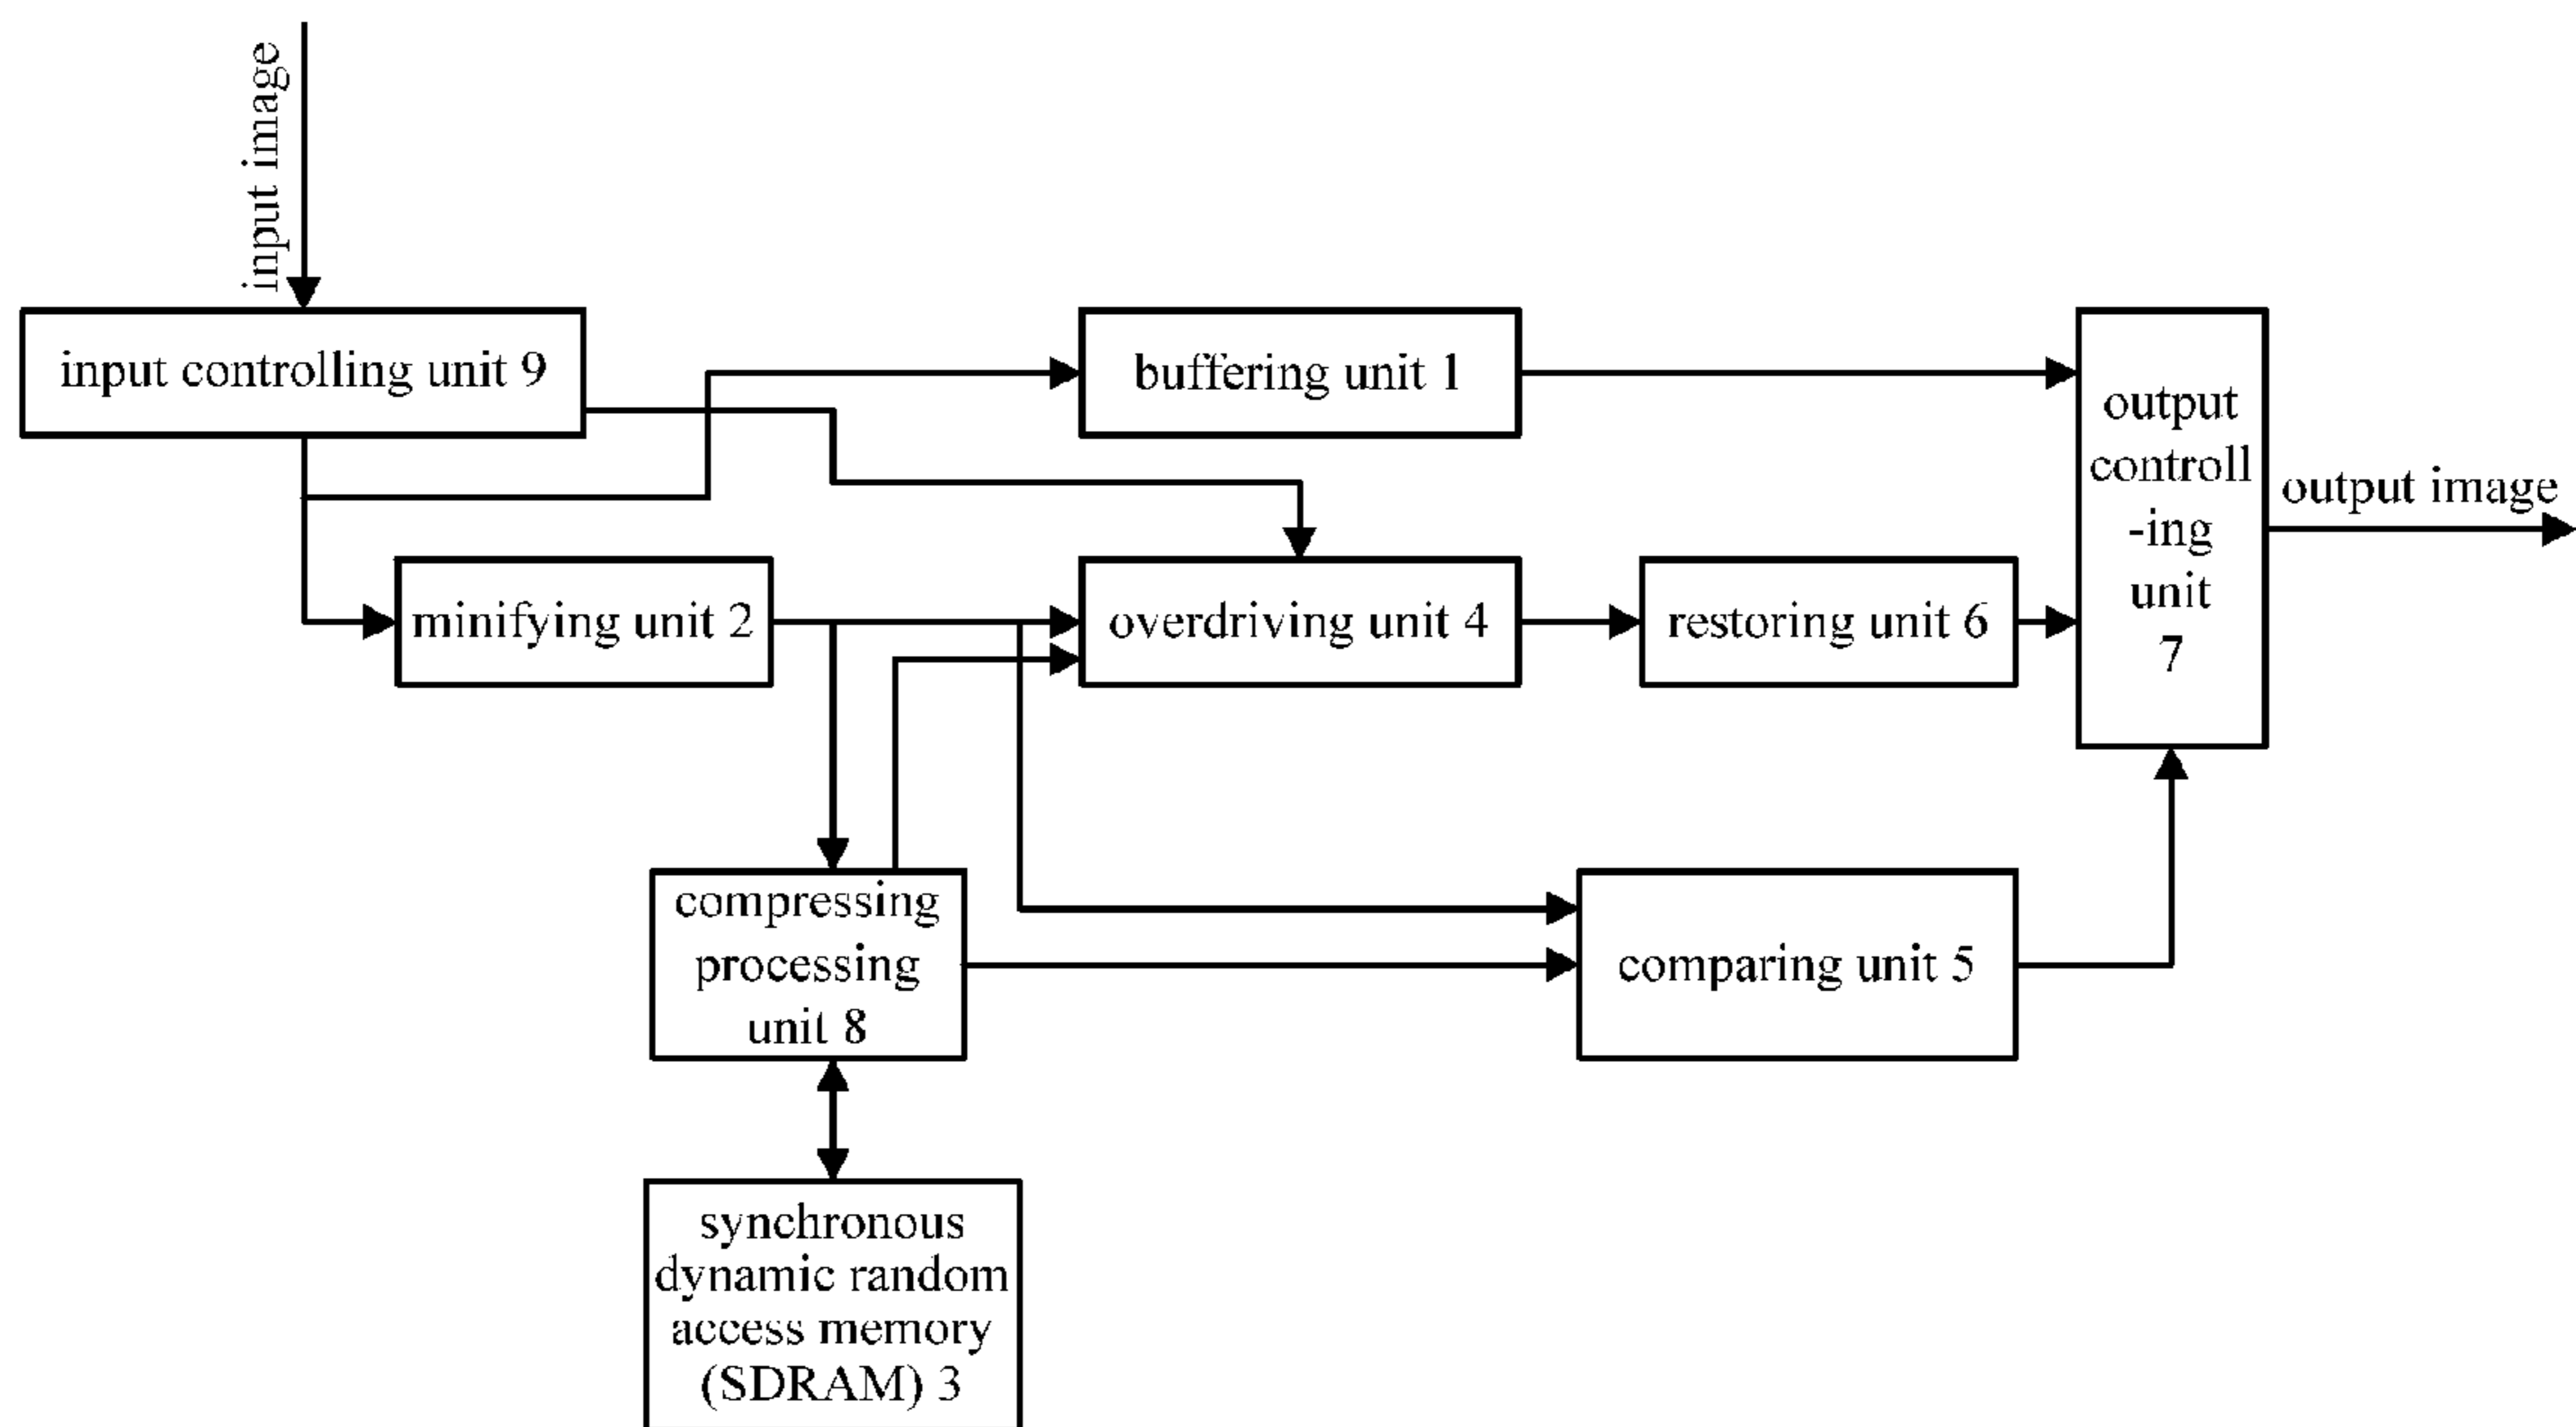 input image
input controlling unit 9
buffering unit 1
output
controll
-ing
unit
7
output image
minifying unit 2
overdriving unit 4
restoring unit 6
compressing
processing
unit 8
comparing unit 5
synchronous
dynamic random
access memory
(SDRAM) 3